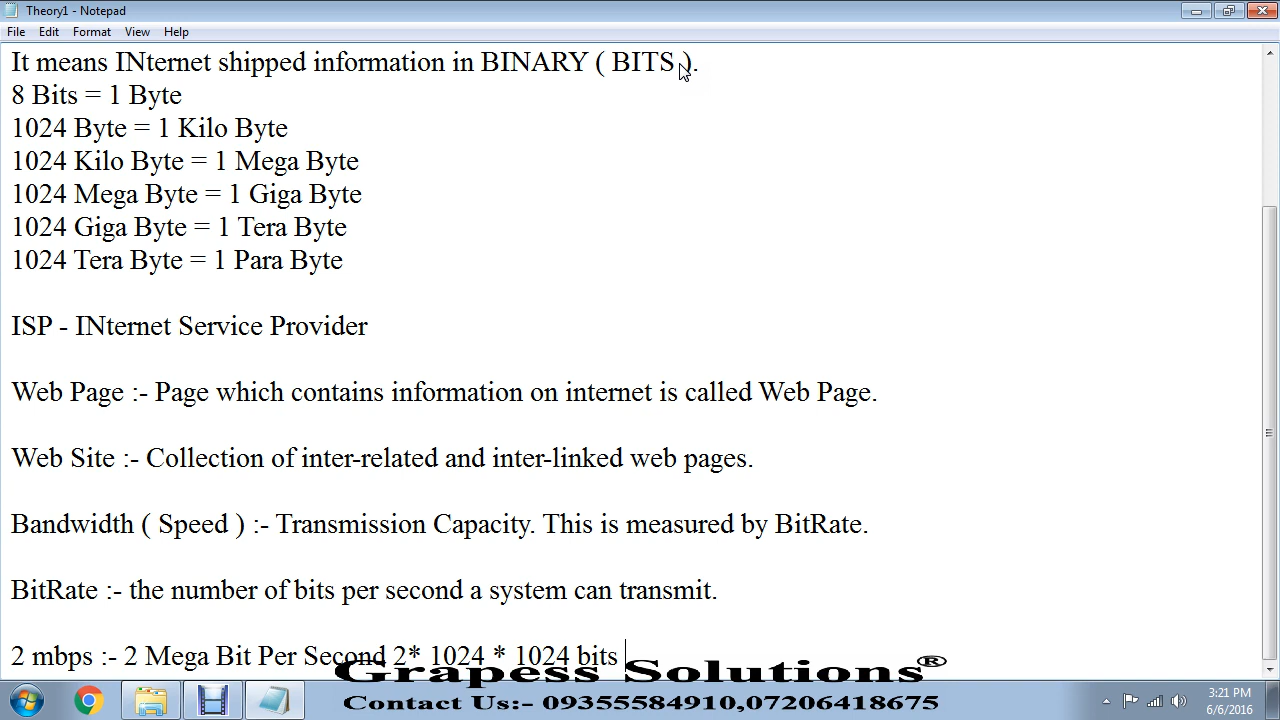 Theory1 - Notepad
File Edit Format View Help
It means INternet shipped information in BINARY ( BITS ).
8 Bits = 1 Byte
1024 Byte = 1 Kilo Byte
1024 Kilo Byte = 1 Mega Byte
1024 Mega Byte = 1 Giga Byte
1024 Giga Byte = 1 Tera Byte
1024 Tera Byte = 1 Para Byte
ISP - INternet Service Provider
Web Page :- Page which contains information on internet is called Web Page.
Web Site :- Collection of inter-related and inter-linked web pages.
Bandwidth ( Speed ) :- Transmission Capacity. This is measured by BitRate.
BitRate :- the number of bits per second a system can transmit.
2 mbps :- 2 Mega Bit Per Second 2* 1024 * 1024 bits
Grapess Solutions®
Contact Us:- 09355584910,07206418675
3:21 PM
6/6/2016